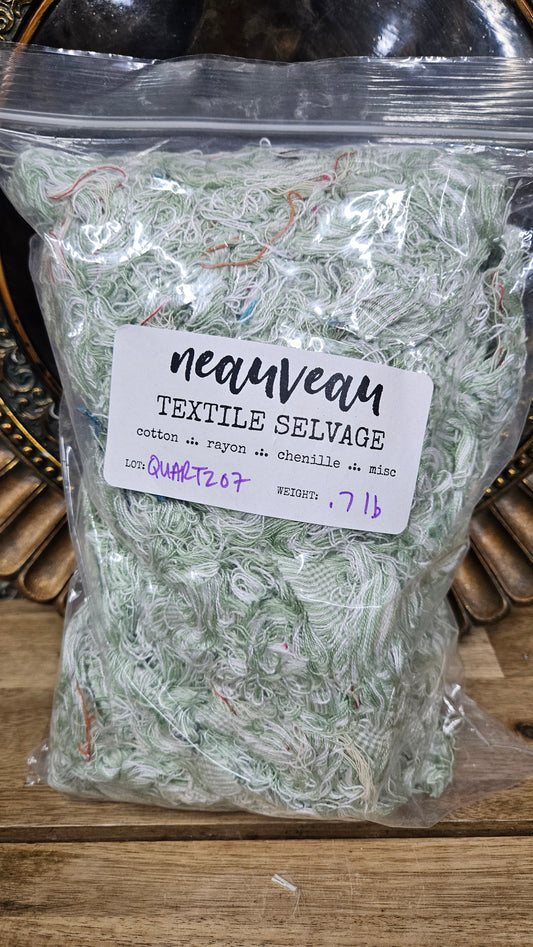 neauveau
TEXTILE SELVAGE
cotton .:. rayon .:. chenille .:. misc
LOT: QUARTZ07 WEIGHT: .7 lb